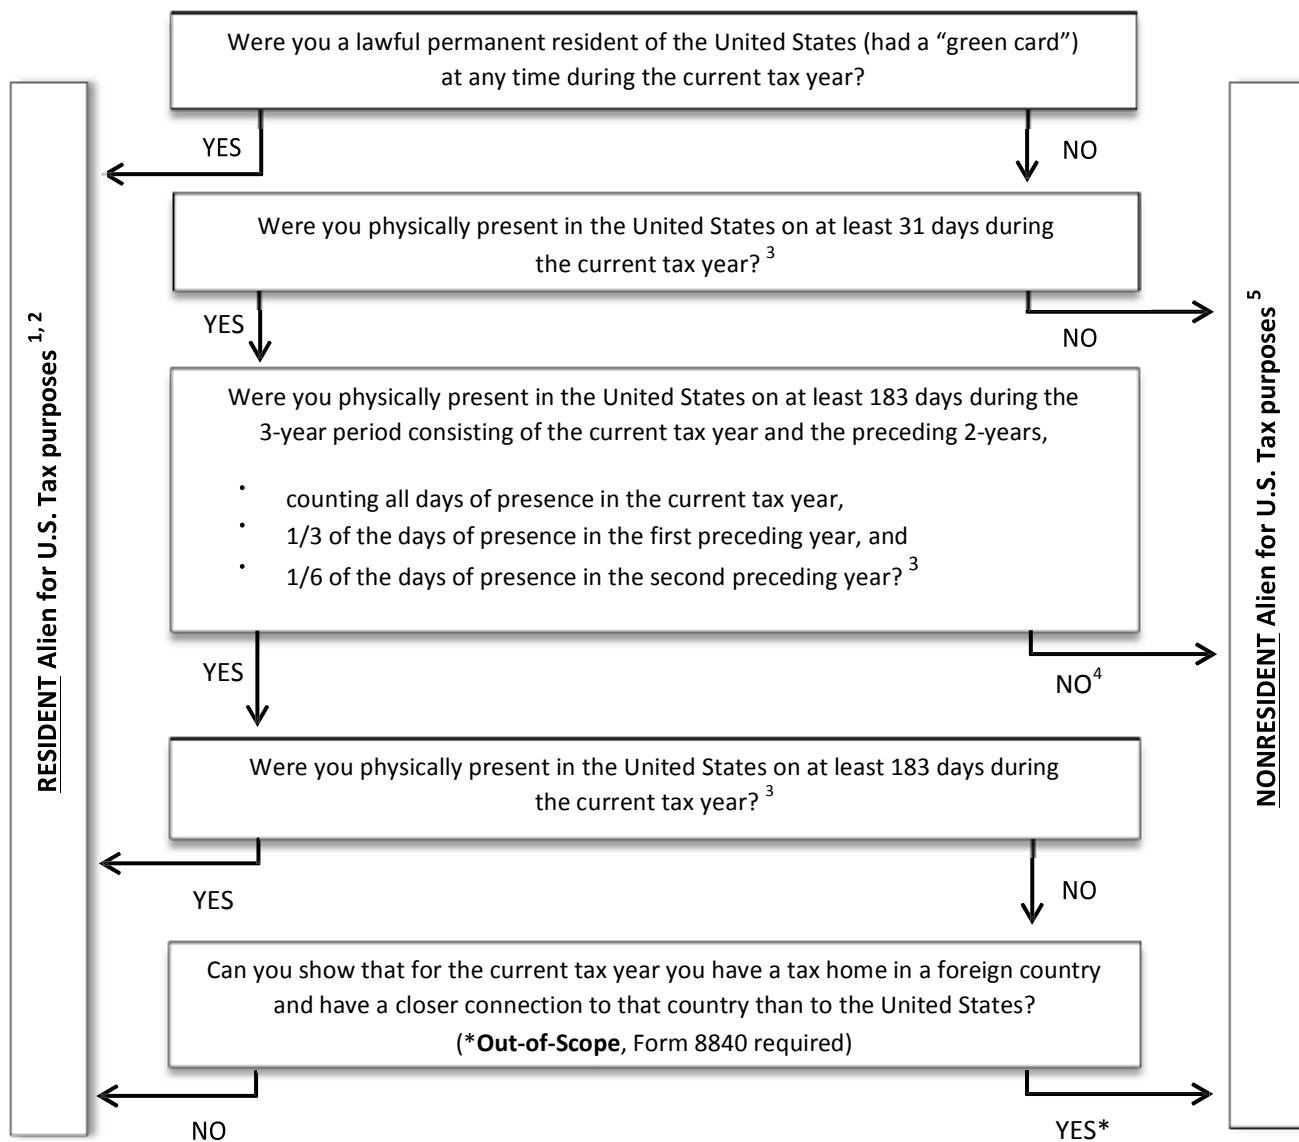 Were you a lawful permanent resident of the United States (had a “green card”)
at any time during the current tax year?
YES
NO
Were you physically present in the United States on at least 31 days during
the current tax year? 3
YES
NO
Were you physically present in the United States on at least 183 days during the
3-year period consisting of the current tax year and the preceding 2-years,
· counting all days of presence in the current tax year,
· 1/3 of the days of presence in the first preceding year, and
· 1/6 of the days of presence in the second preceding year? 3
YES
NO4
Were you physically present in the United States on at least 183 days during
the current tax year? 3
YES
NO
Can you show that for the current tax year you have a tax home in a foreign country
and have a closer connection to that country than to the United States?
(*Out-of-Scope, Form 8840 required)
NO
YES*
RESIDENT Alien for U.S. Tax purposes 1, 2
NONRESIDENT Alien for U.S. Tax purposes 5